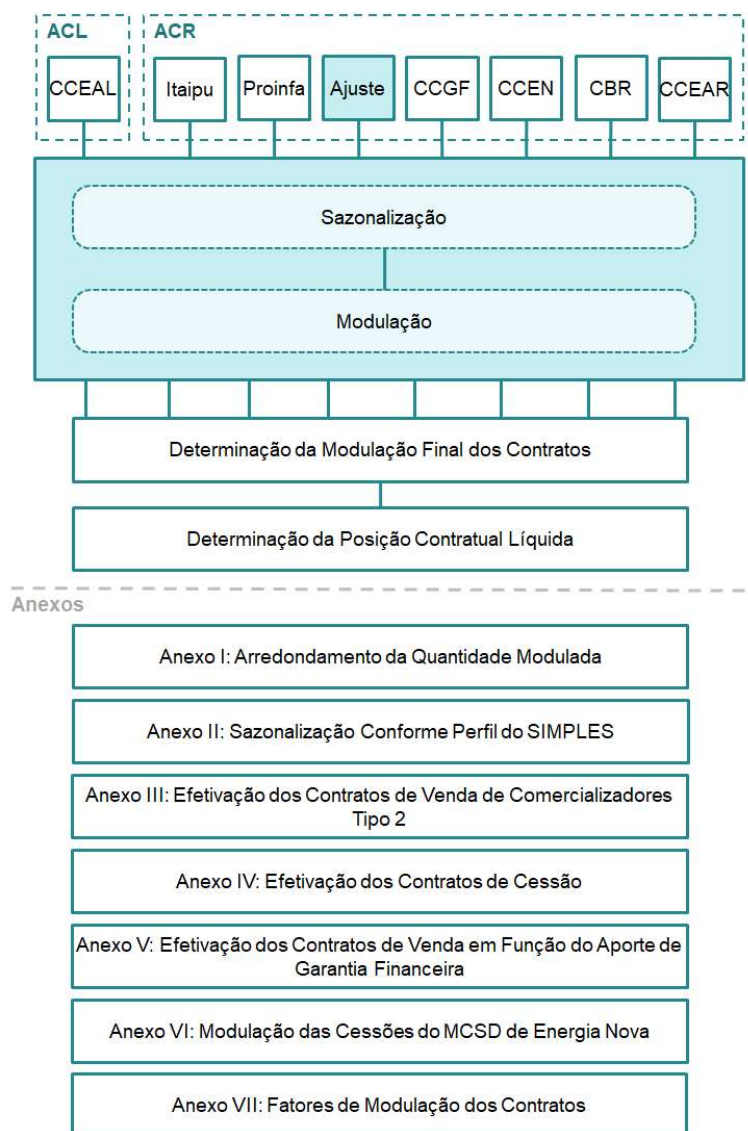 ACL
ACR
CCEAL
Itaipu
Proinfa
Ajuste
CCGF
CCEN
CBR
CCEAR
Sazonalização
Modulação
Determinação da Modulação Final dos Contratos
Determinação da Posição Contratual Líquida
Anexos
Anexo I: Arredondamento da Quantidade Modulada
Anexo II: Sazonalização Conforme Perfil do SIMPLES
Anexo III: Efetivação dos Contratos de Venda de Comercializadores
Tipo 2
Anexo IV: Efetivação dos Contratos de Cessão
Anexo V: Efetivação dos Contratos de Venda em Função do Aporte de
Garantia Financeira
Anexo VI: Modulação das Cessões do MCSD de Energia Nova
Anexo VII: Fatores de Modulação dos Contratos